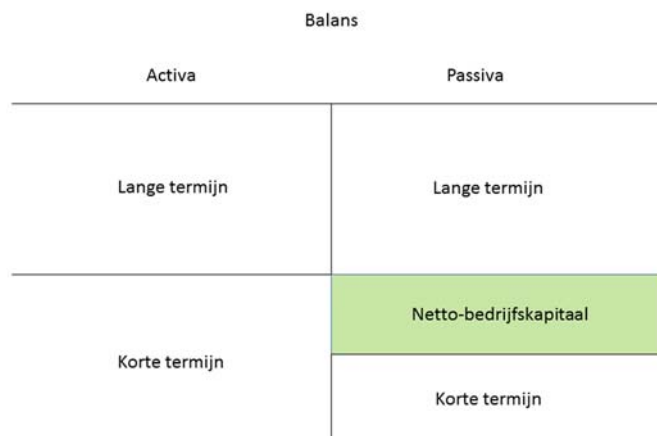 Balans
Activa
Passiva
Lange termijn
Lange termijn
Netto-bedrijfskapitaal
Korte termijn
Korte termijn